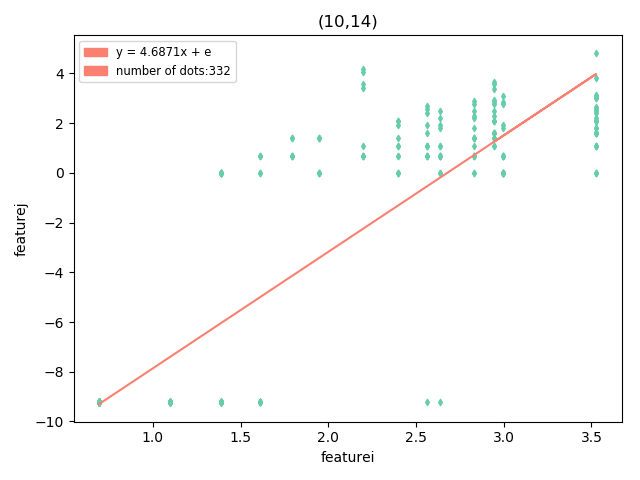 (10,14)
y = 4.6871x + e
number of dots:332
4
2
0
−2
−4
−6
−8
−10
featurej
1.0 1.5 2.0 2.5 3.0 3.5
featurei